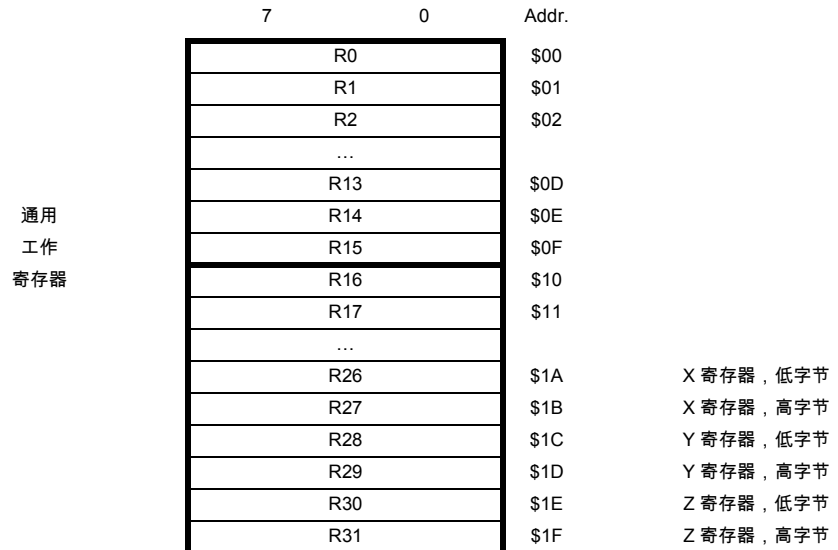 7 0 Addr.
R0 $00
R1 $01
R2 $02
…
R13 $0D
通用 R14 $0E
工作 R15 $0F
寄存器 R16 $10
R17 $11
…
R26 $1A X 寄存器，低字节
R27 $1B X 寄存器，高字节
R28 $1C Y 寄存器，低字节
R29 $1D Y 寄存器，高字节
R30 $1E Z 寄存器，低字节
R31 $1F Z 寄存器，高字节